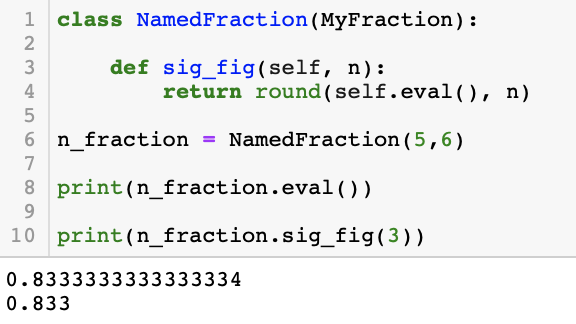 1 class NamedFraction(MyFraction):
2
3     def sig_fig(self, n):
4         return round(self.eval(), n)
5
6 n_fraction = NamedFraction(5,6)
7
8 print(n_fraction.eval())
9
10 print(n_fraction.sig_fig(3))
0.8333333333333334
0.833